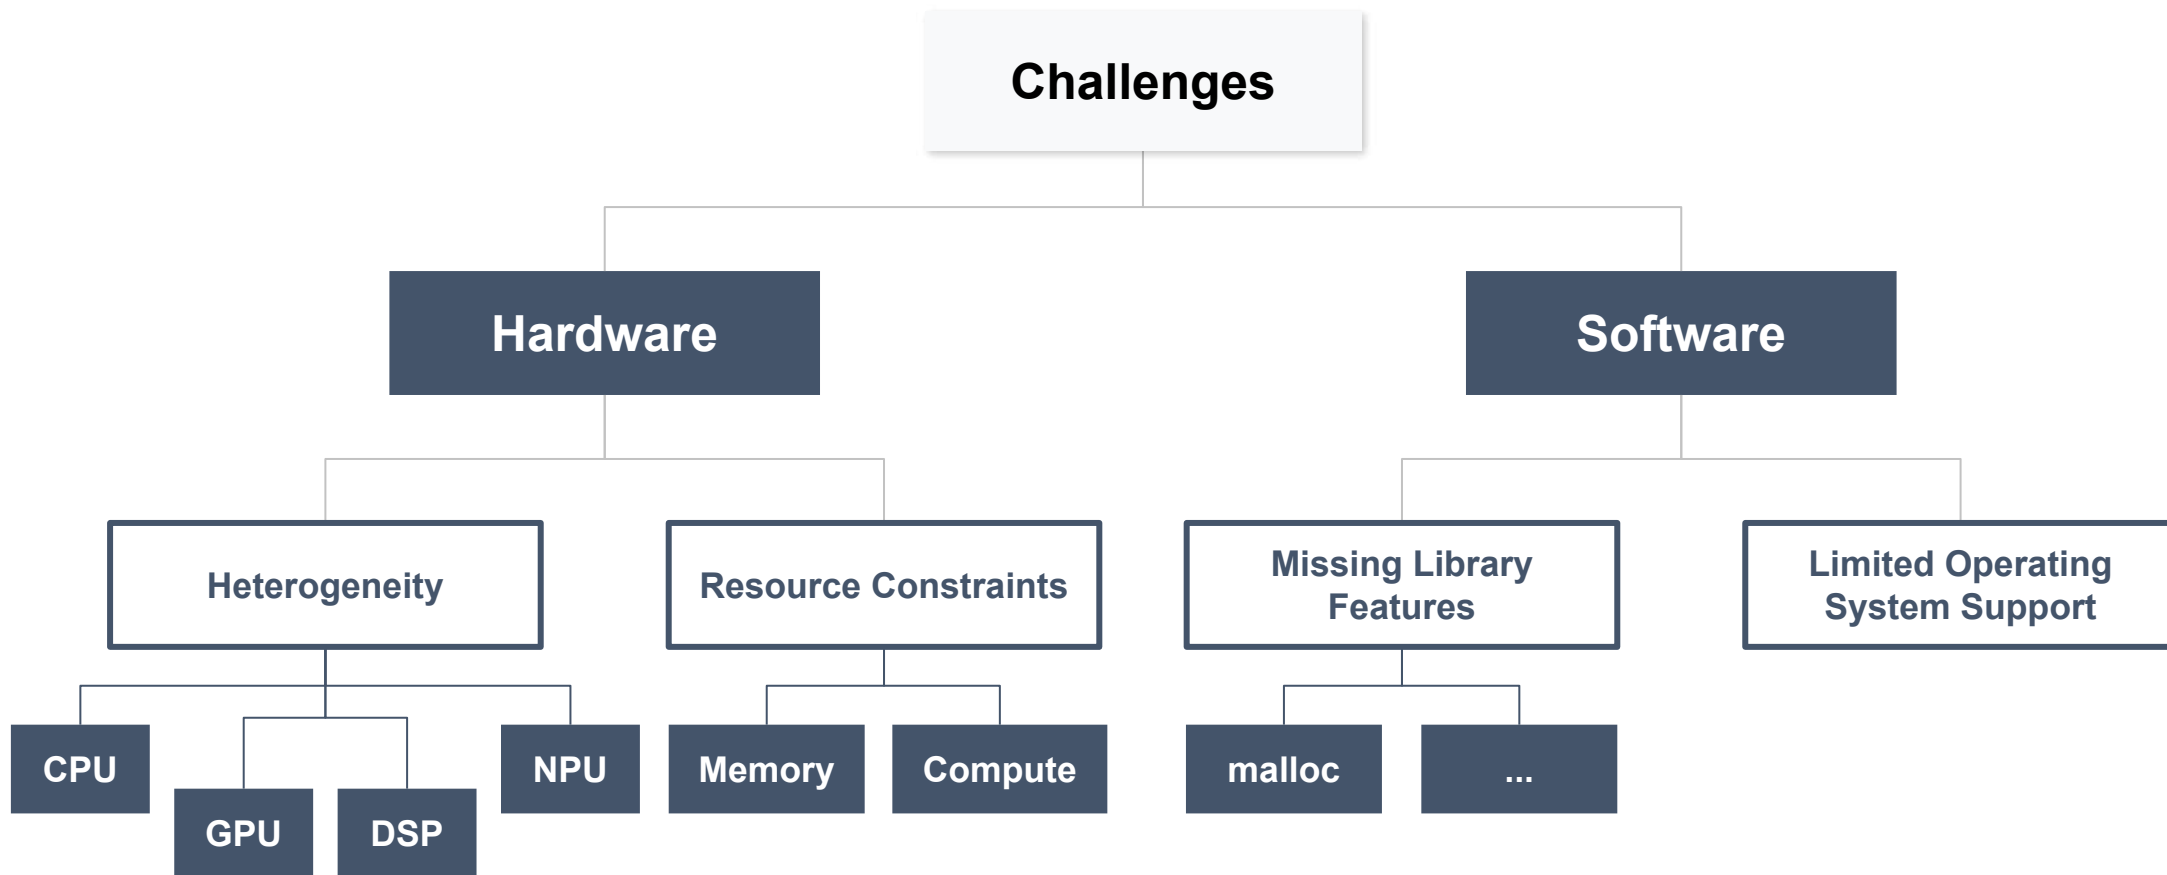 Challenges
Hardware
Software
Heterogeneity
Resource Constraints
Missing Library
Features
Limited Operating
System Support
CPU
GPU
DSP
NPU
Memory
Compute
malloc
...